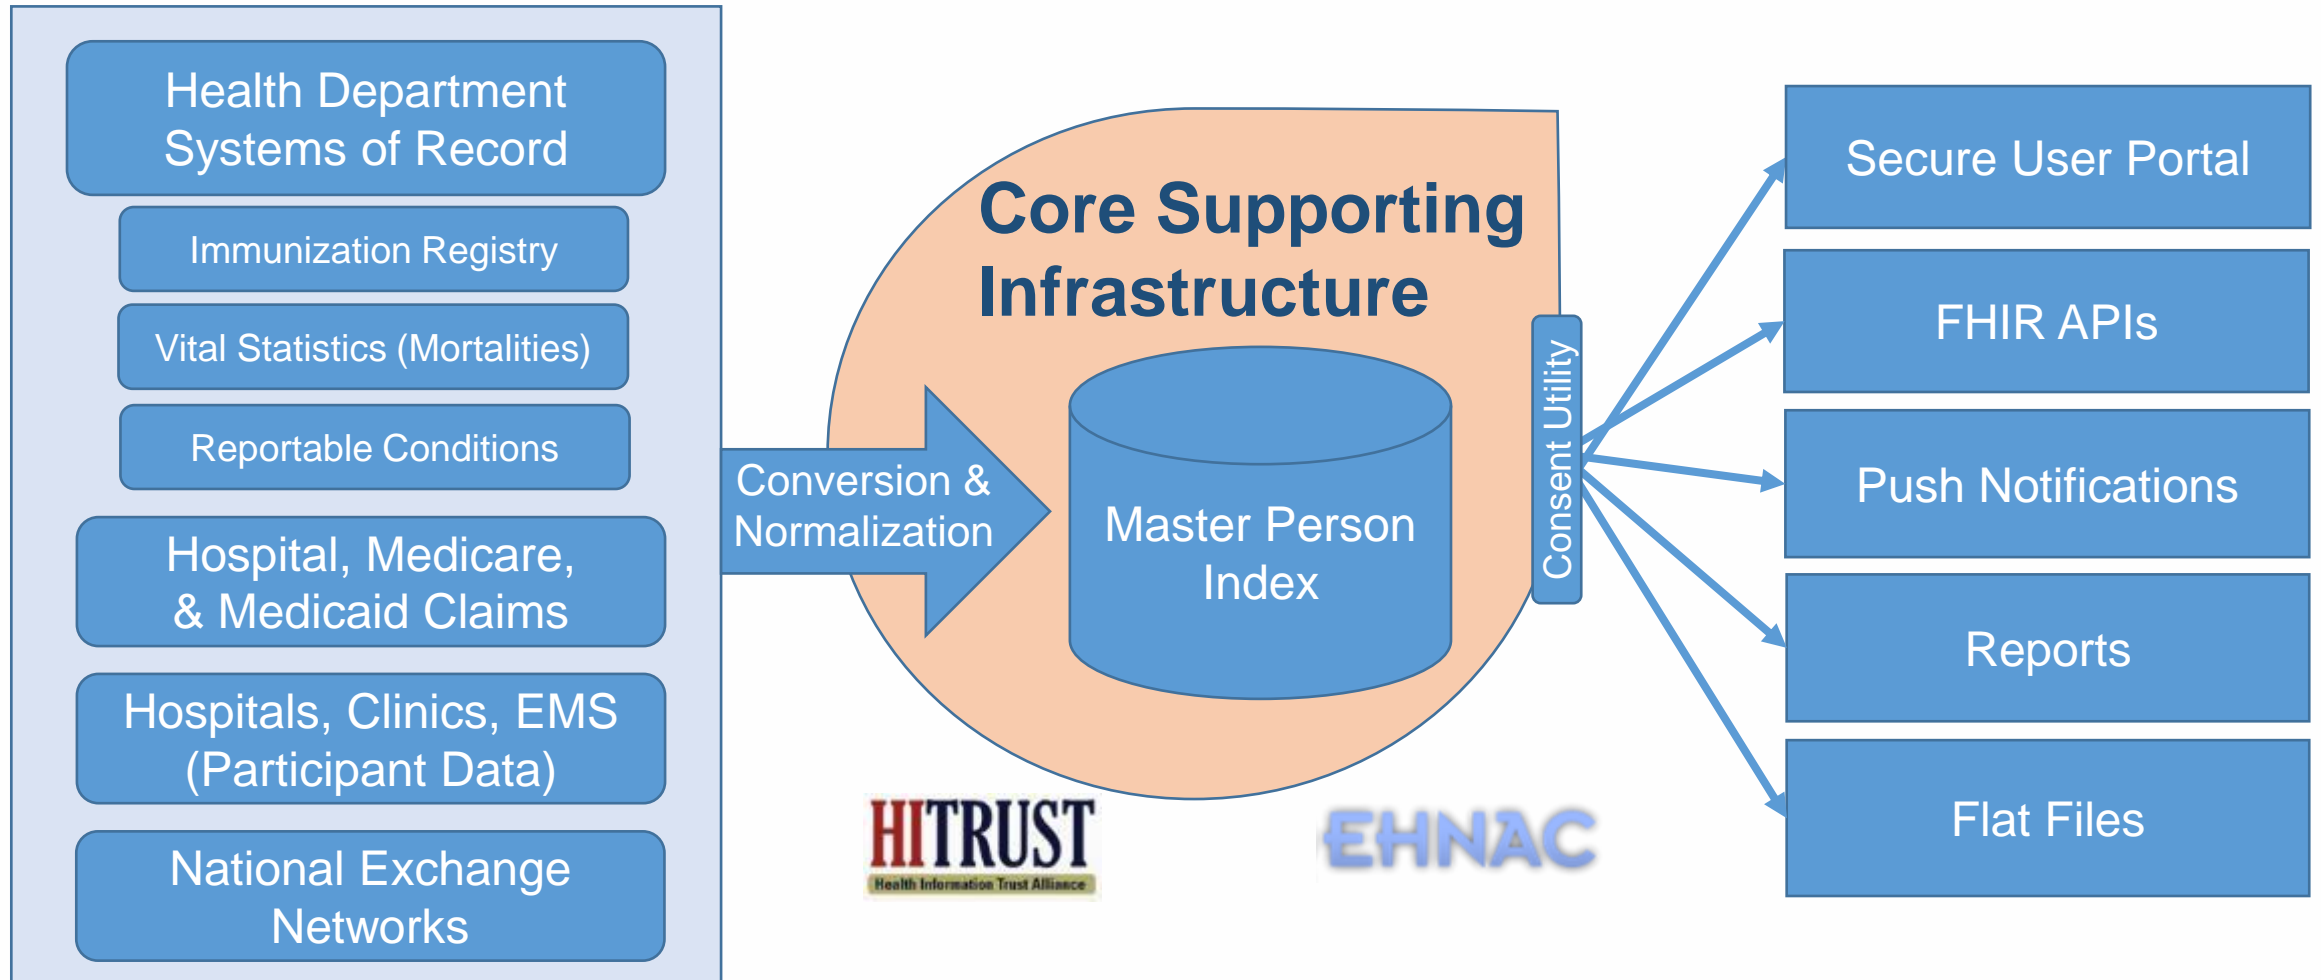 Health Department
Systems of Record
Immunization Registry
Vital Statistics (Mortalities)
Reportable Conditions
Hospital, Medicare,
& Medicaid Claims
Hospitals, Clinics, EMS
(Participant Data)
National Exchange
Networks
Conversion &
Normalization
Core Supporting
Infrastructure
Master Person
Index
Consent Utility
HITRUST
Health Information Trust Alliance
EHNAC
Secure User Portal
FHIR APIs
Push Notifications
Reports
Flat Files